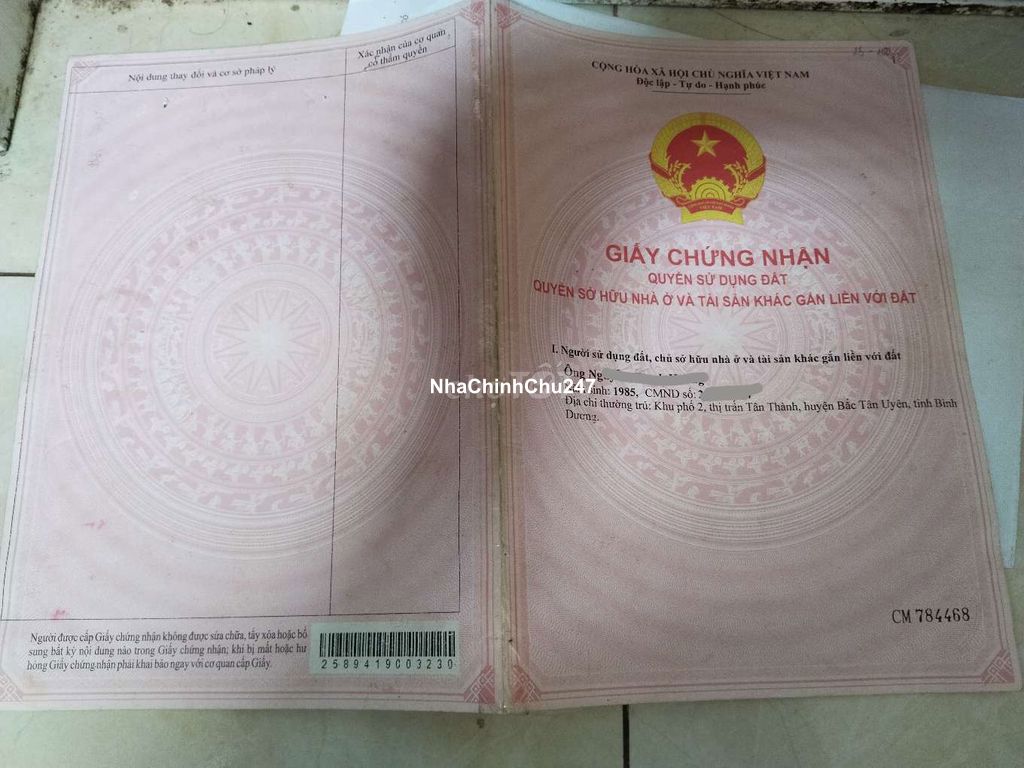 Nội dung thay đổi và cơ sở pháp lý
Xác nhận của cơ quan
có thẩm quyền
Người được cấp Giấy chứng nhận không được sửa chữa, tẩy xóa hoặc bổ
sung bất kỳ nội dung nào trong Giấy chứng nhận; khi bị mất hoặc hư
hỏng Giấy chứng nhận phải khai báo ngay với cơ quan cấp Giấy.
2589419003230
CỘNG HÒA XÃ HỘI CHỦ NGHĨA VIỆT NAM
Độc lập - Tự do - Hạnh phúc
GIẤY CHỨNG NHẬN
QUYỀN SỬ DỤNG ĐẤT
QUYỀN SỞ HỮU NHÀ Ở VÀ TÀI SẢN KHÁC GẮN LIỀN VỚI ĐẤT
I. Người sử dụng đất, chủ sở hữu nhà ở và tài sản khác gắn liền với đất
Ông
NhaChinhChu247
1985, CMND số:
Địa chỉ thường trú: Khu phố 2, thị trấn Tân Thành, huyện Bắc Tân Uyên, tỉnh Bình
Dương.
CM 784468